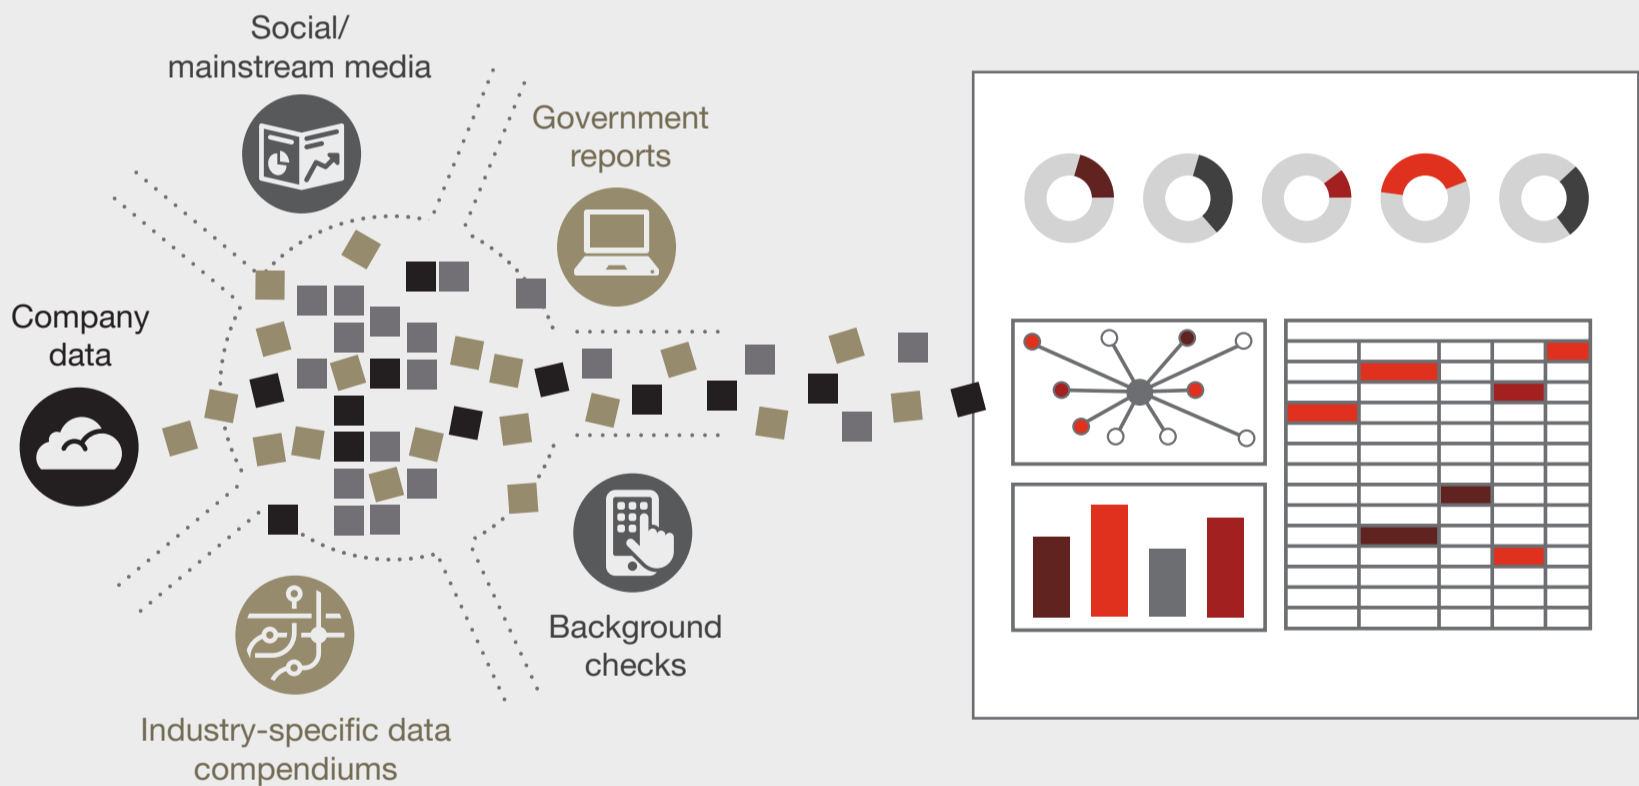 Social/
mainstream media
Government
reports
Company
data
Background
checks
Industry-specific data
compendiums